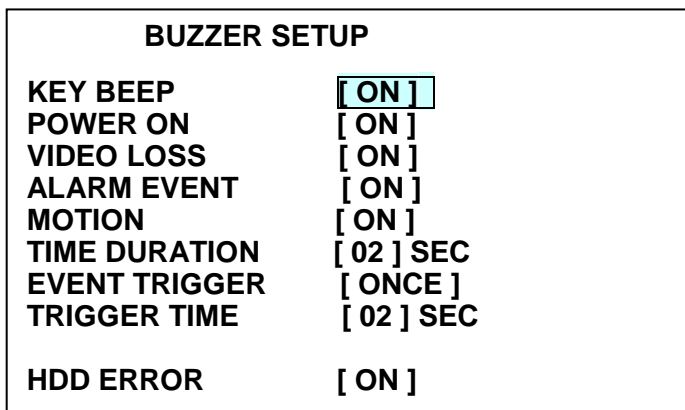 BUZZER SETUP
KEY BEEP [ ON ]
POWER ON [ ON ]
VIDEO LOSS [ ON ]
ALARM EVENT [ ON ]
MOTION [ ON ]
TIME DURATION [ 02 ] SEC
EVENT TRIGGER [ ONCE ]
TRIGGER TIME [ 02 ] SEC
HDD ERROR [ ON ]